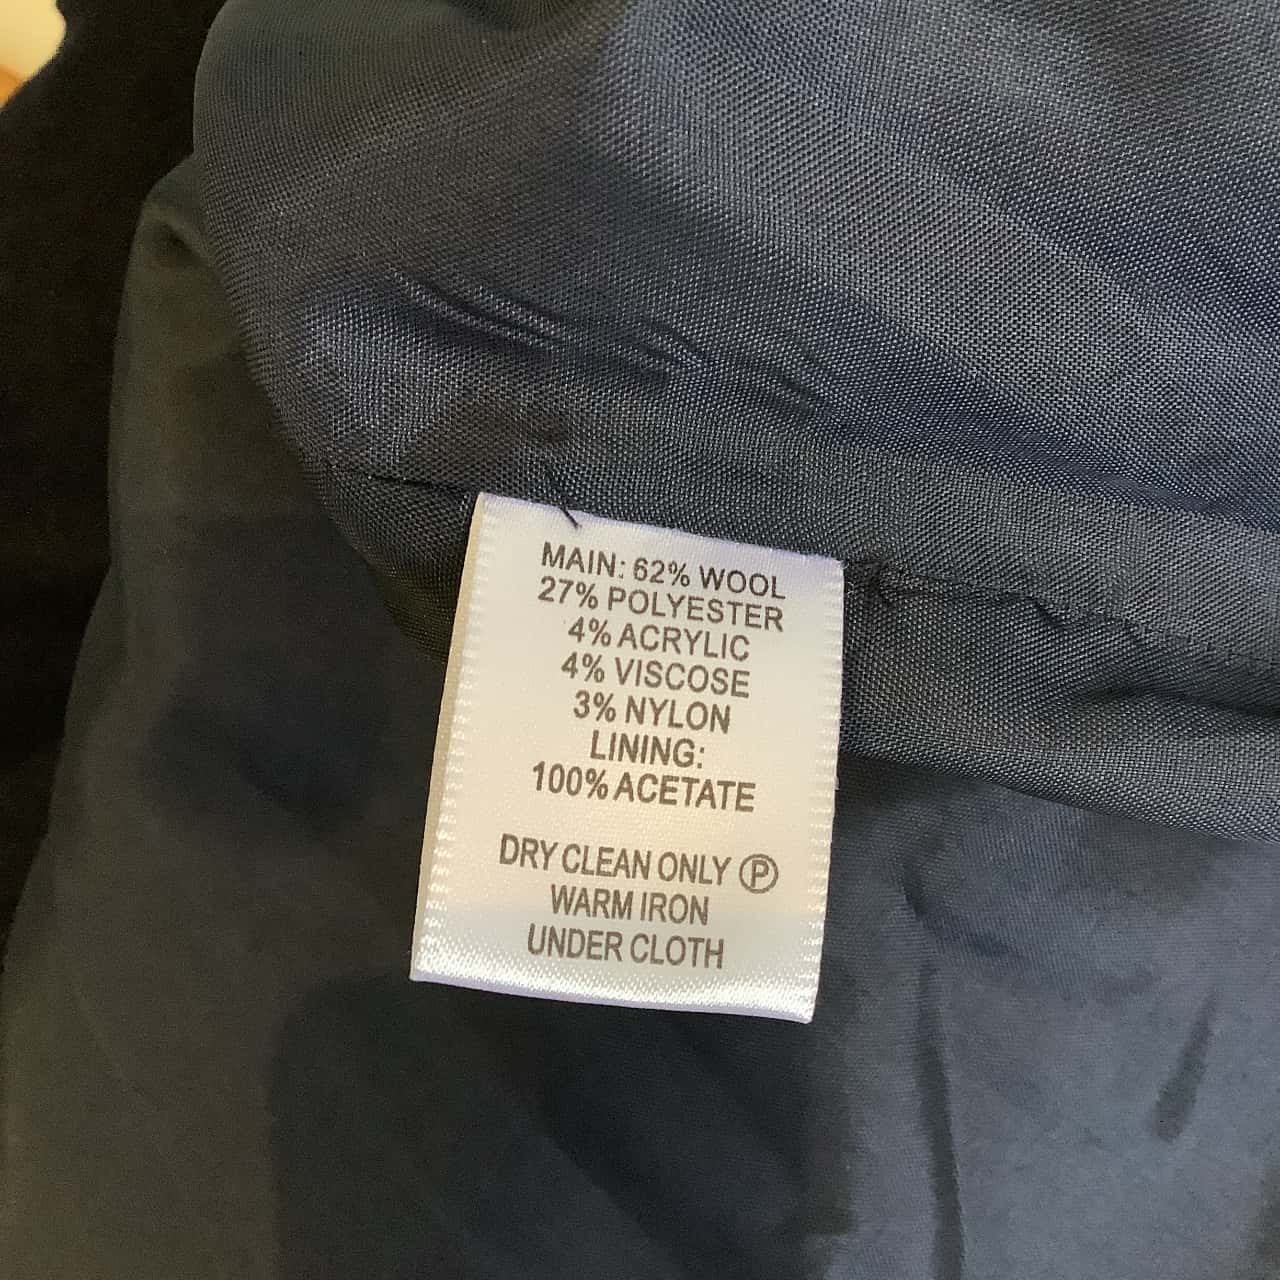 MAIN: 62% WOOL
27% POLYESTER
4% ACRYLIC
4% VISCOSE
3% NYLON
LINING:
100% ACETATE
DRY CLEAN ONLY Ⓟ
WARM IRON
UNDER CLOTH